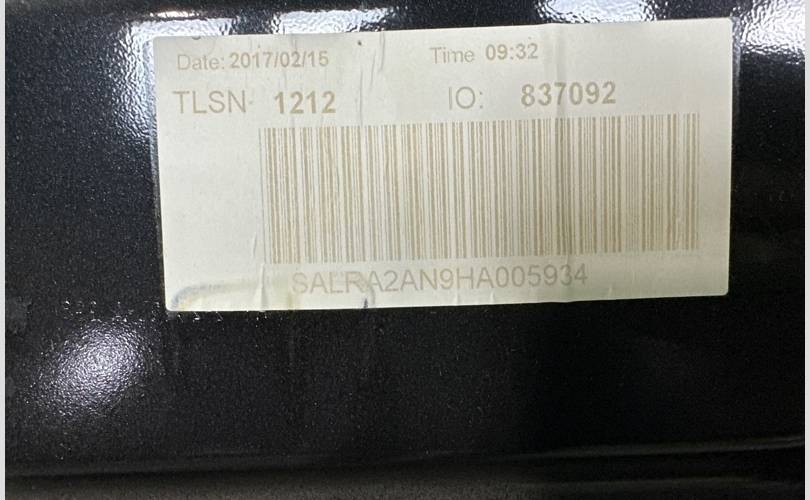 Date: 2017/02/15 Time 09:32
TLSN 1212 IO: 837092
SALRA2AN9HA005934